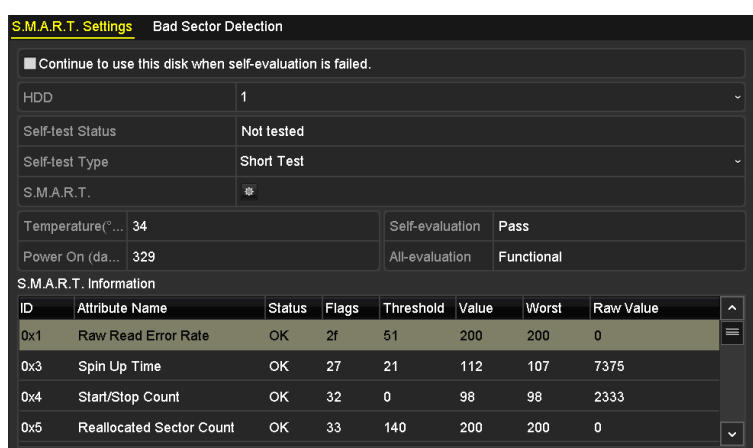 S.M.A.R.T. Settings Bad Sector Detection
Continue to use this disk when self-evaluation is failed.
HDD 1
Self-test Status Not tested
Self-test Type Short Test
S.M.A.R.T.
Temperature(°... 34 Self-evaluation Pass
Power On (da... 329 All-evaluation Functional
S.M.A.R.T. Information
ID Attribute Name Status Flags Threshold Value Worst Raw Value
0x1 Raw Read Error Rate OK 2f 51 200 200 0
0x3 Spin Up Time OK 27 21 112 107 7375
0x4 Start/Stop Count OK 32 0 98 98 2333
0x5 Reallocated Sector Count OK 33 140 200 200 0